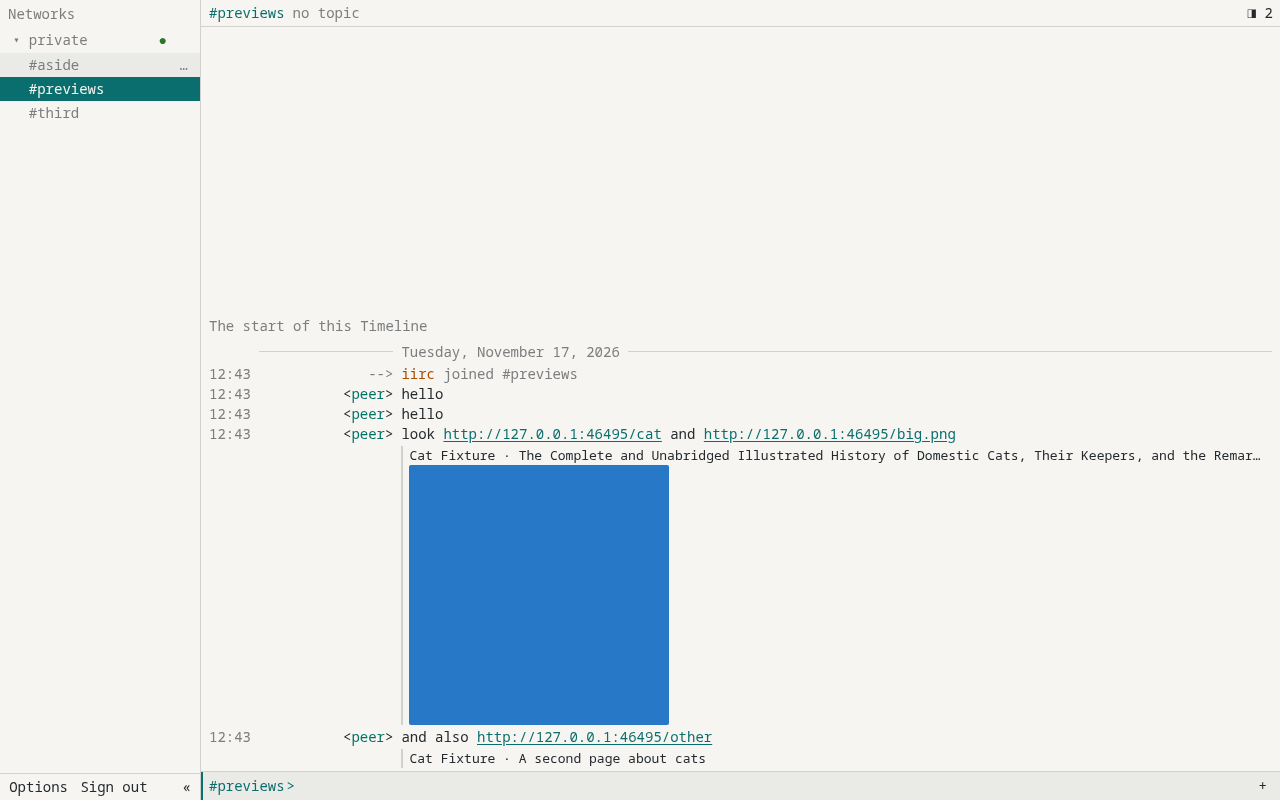 Networks
▾ private ●
#aside …
#previews
#third
Options Sign out «
#previews no topic ◨ 2
The start of this Timeline
Tuesday, November 17, 2026
12:43 --> iirc joined #previews
12:43 <peer> hello
12:43 <peer> hello
12:43 <peer> look http://127.0.0.1:46495/cat and http://127.0.0.1:46495/big.png
Cat Fixture · The Complete and Unabridged Illustrated History of Domestic Cats, Their Keepers, and the Remar…
12:43 <peer> and also http://127.0.0.1:46495/other
Cat Fixture · A second page about cats
#previews> +